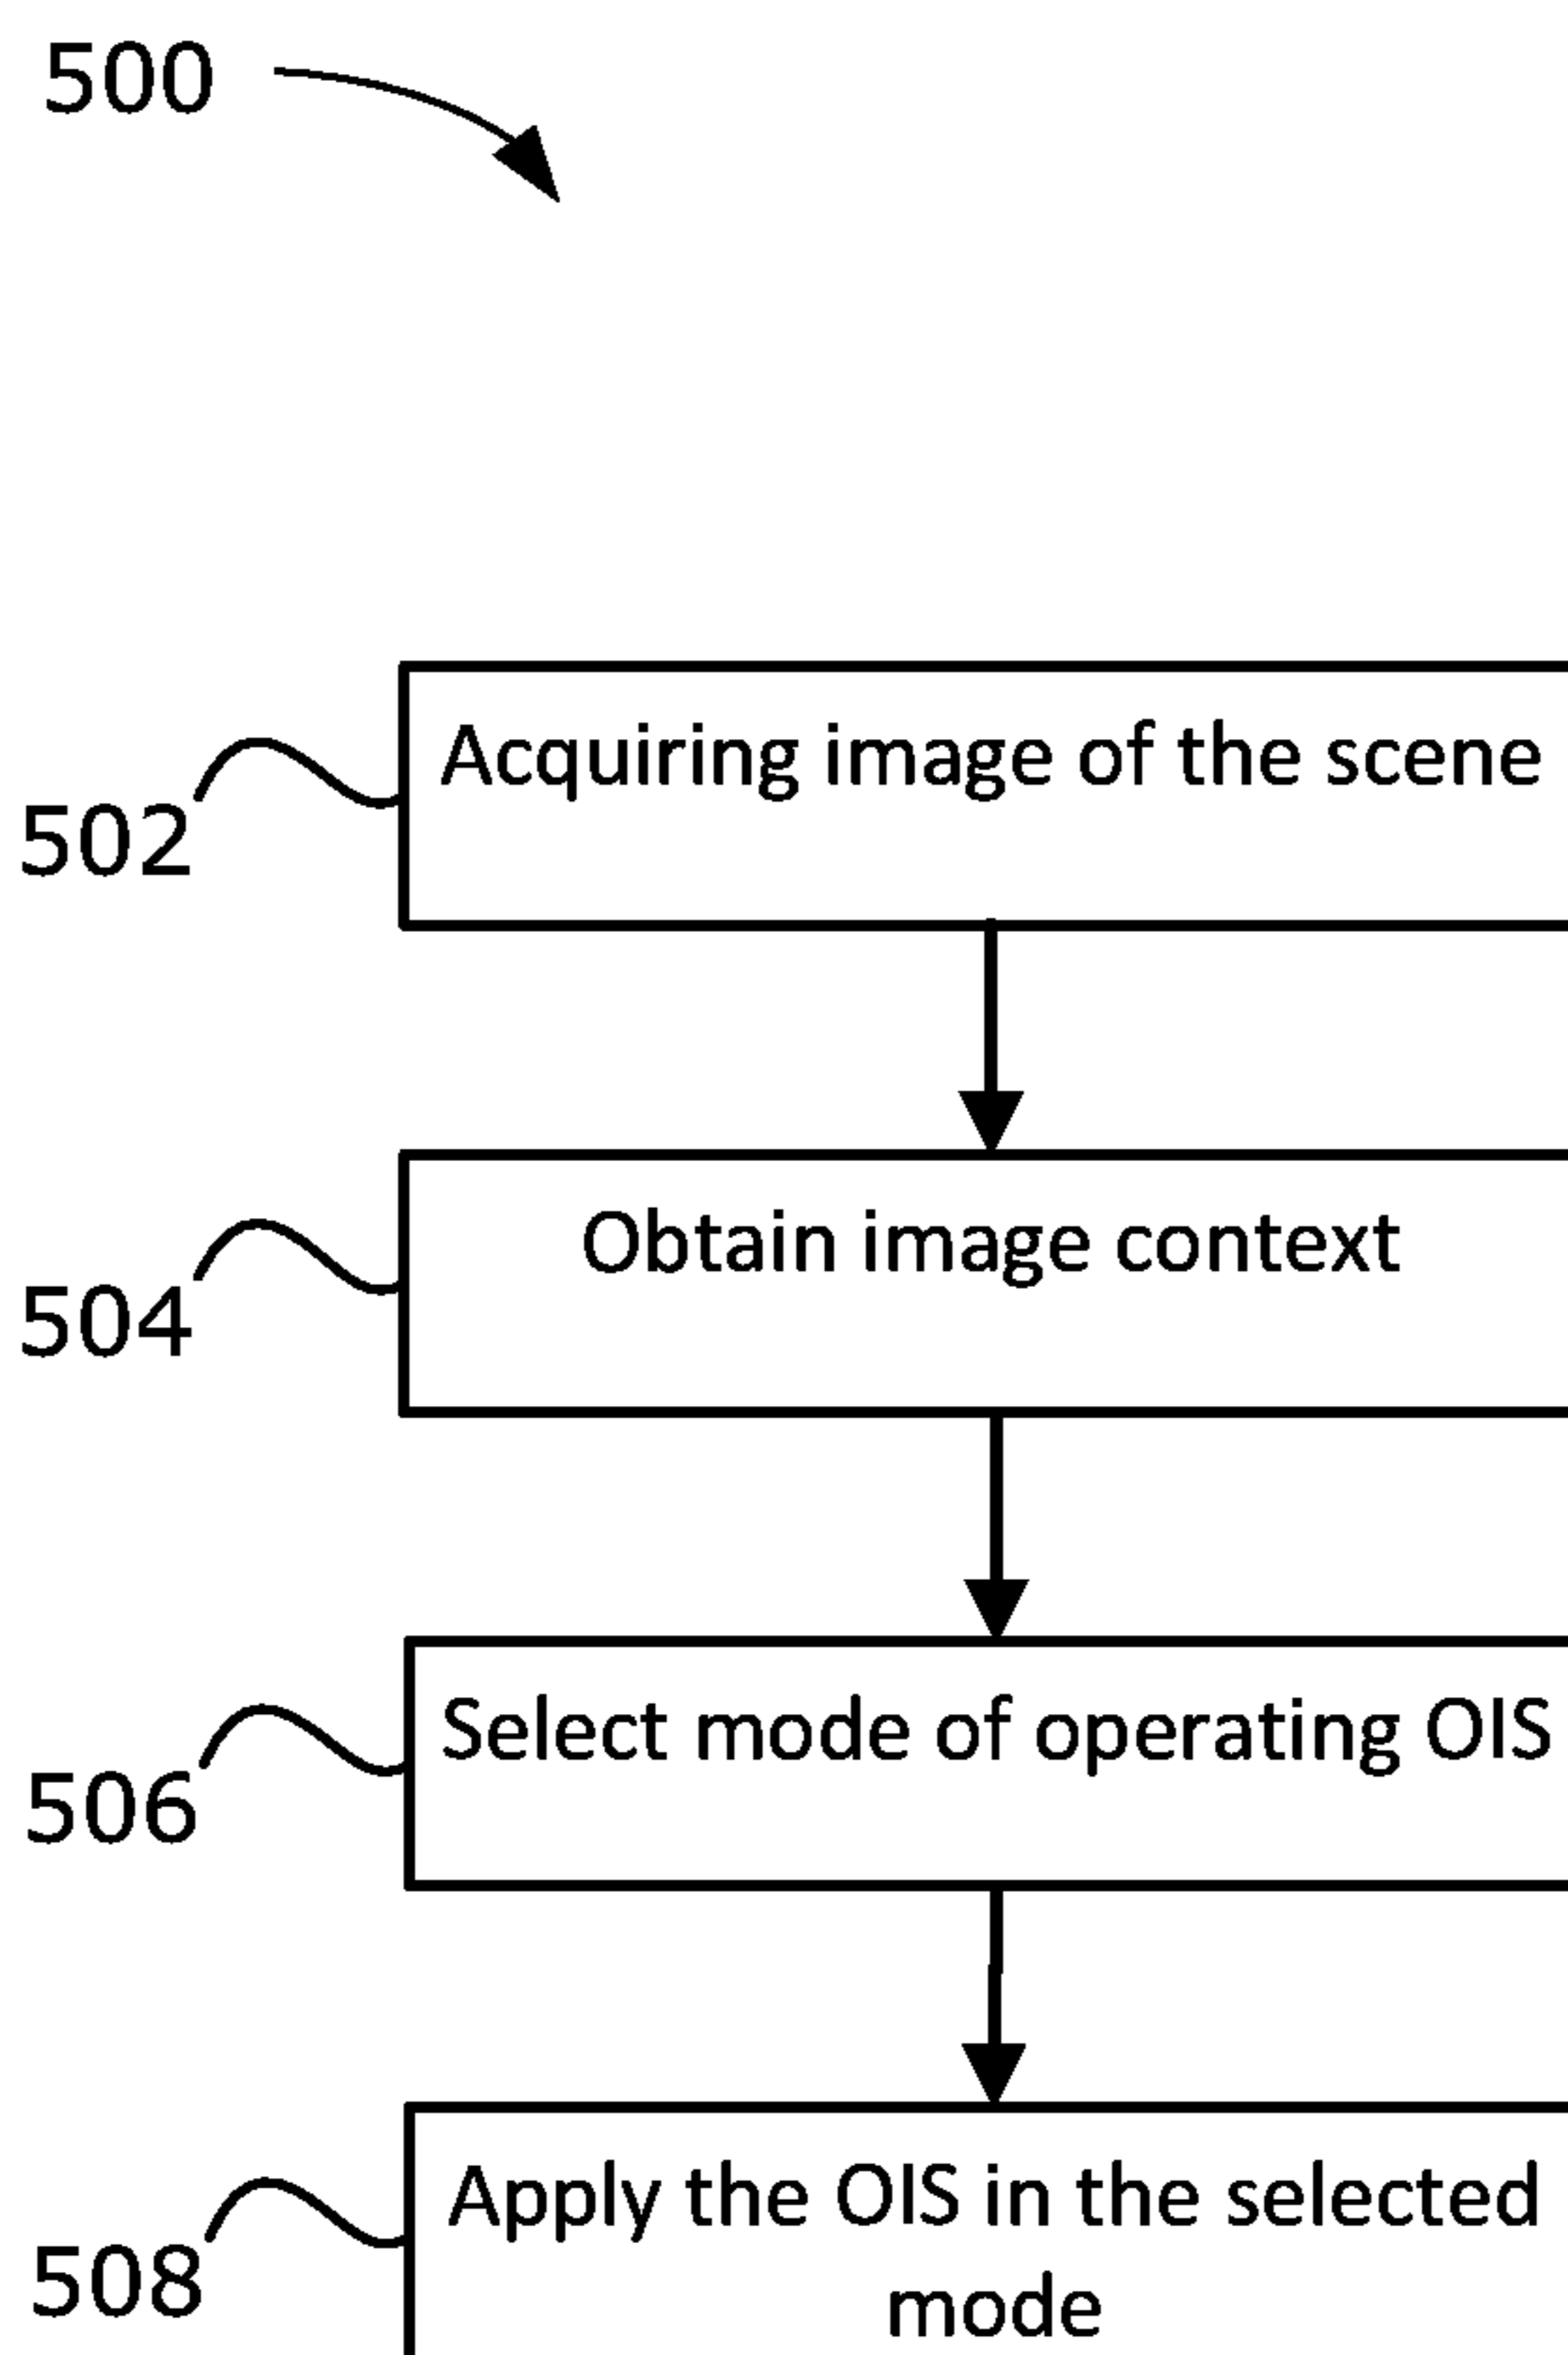 500
Acquiring image of the scene
502
Obtain image context
504
Select mode of operating OIS
506
Apply the OIS in the selected
mode
508